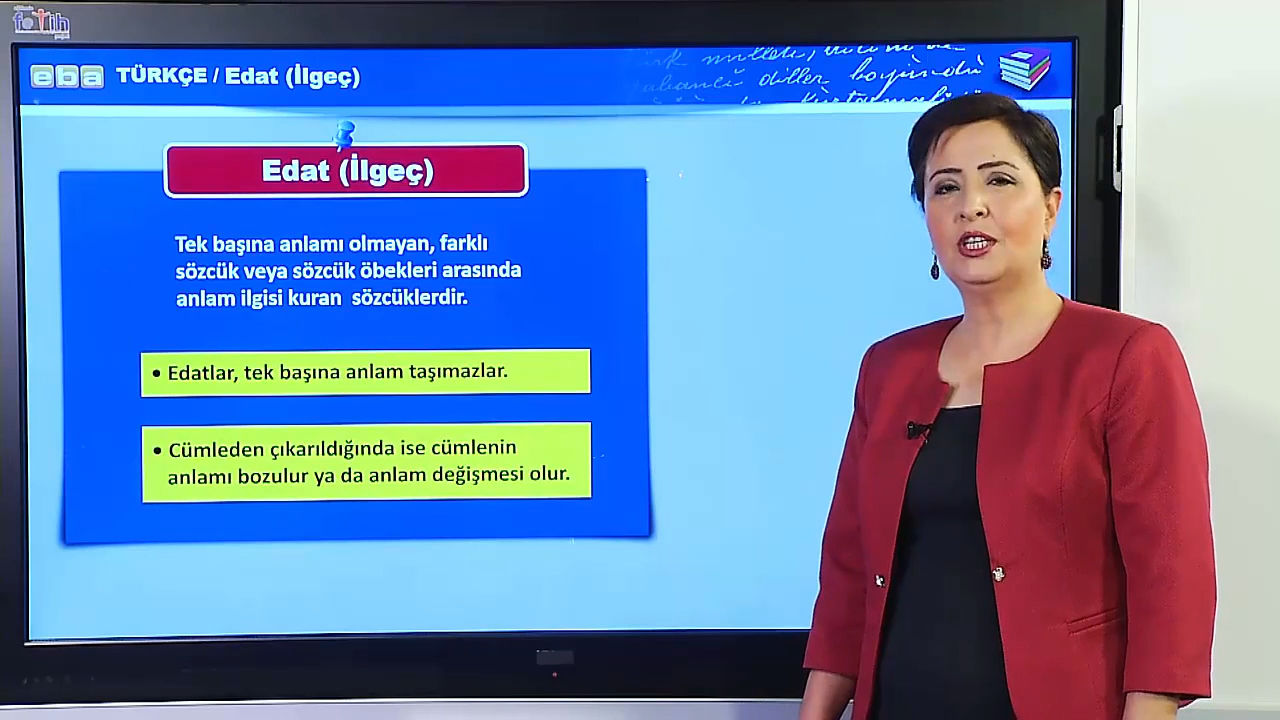 fatih
eba TÜRKÇE / Edat (İlgeç)
Edat (İlgeç)
Tek başına anlamı olmayan, farklı
sözcük veya sözcük öbekleri arasında
anlam ilgisi kuran sözcüklerdir.
• Edatlar, tek başına anlam taşımazlar.
• Cümleden çıkarıldığında ise cümlenin
anlamı bozulur ya da anlam değişmesi olur.